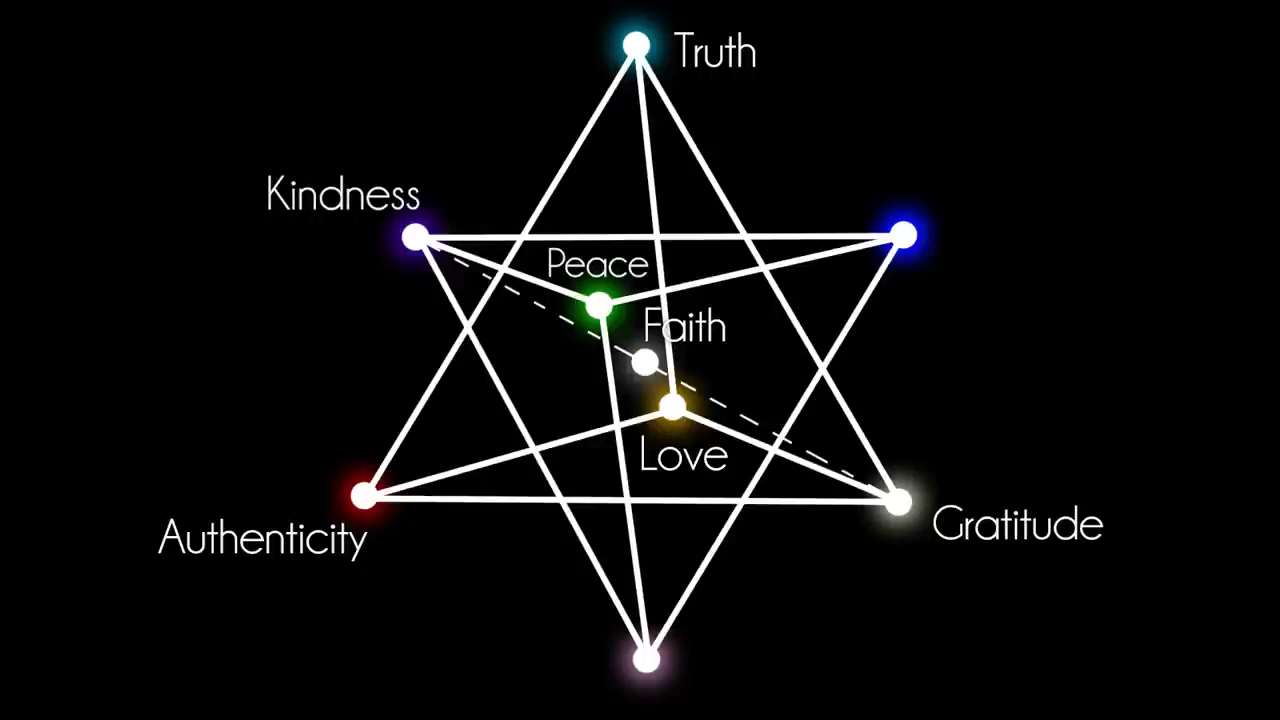 Truth
Kindness
Peace
Faith
Love
Gratitude
Authenticity